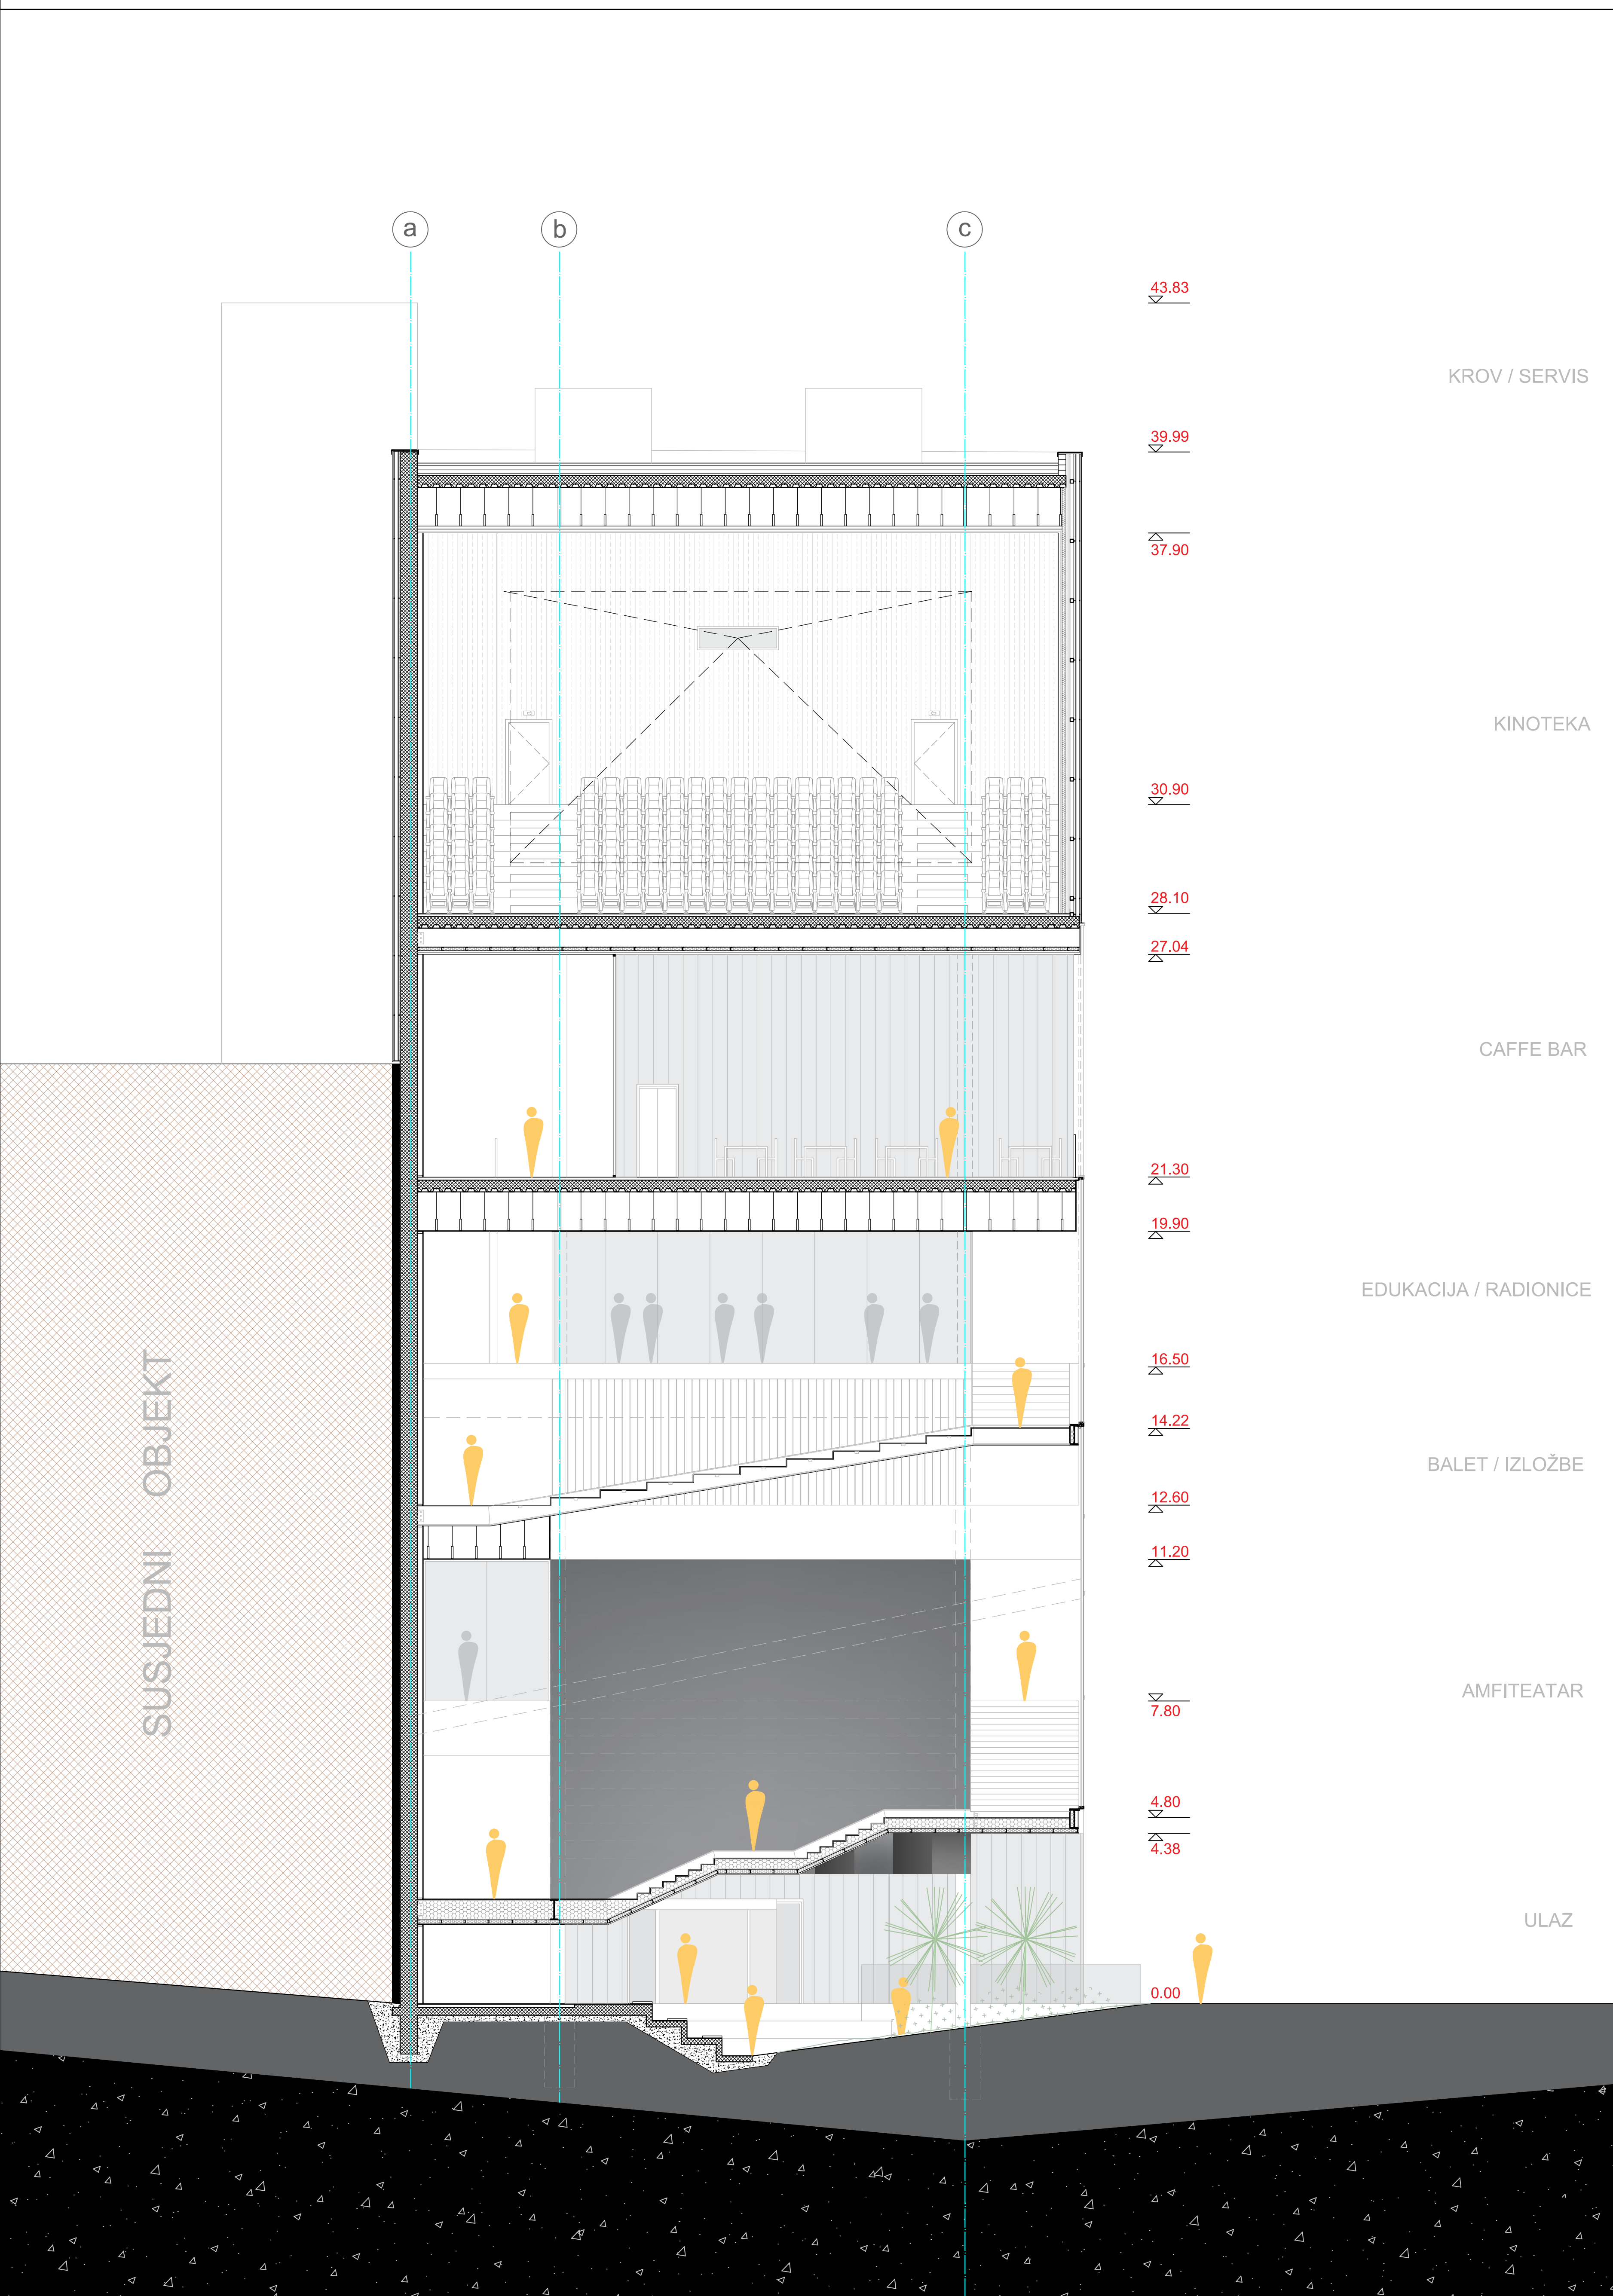 a
b
c
43.83
KROV / SERVIS
39.99
37.90
KINOTEKA
30.90
28.10
27.04
CAFFE BAR
21.30
19.90
EDUKACIJA / RADIONICE
16.50
14.22
BALET / IZLOŽBE
12.60
11.20
AMFITEATAR
7.80
4.80
4.38
ULAZ
0.00
SUSJEDNI OBJEKT